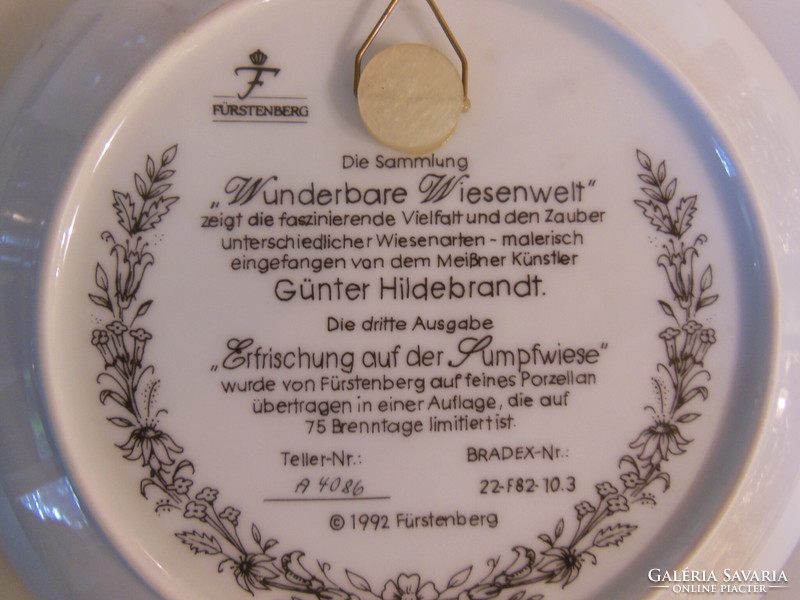 F
FÜRSTENBERG
Die Sammlung
„Wunderbare Wiesenwelt"
zeigt die faszinierende Vielfalt und den Zauber
unterschiedlicher Wiesenarten - malerisch
eingefangen von dem Meißner Künstler
Günter Hildebrandt.
Die dritte Ausgabe
„Erfrischung auf der Sumpfwiese"
wurde von Fürstenberg auf feines Porzellan
übertragen in einer Auflage, die auf
75 Brenntage limitiert ist.
Teller-Nr.: BRADEX-Nr.:
A 4086 22-F82-10.3
© 1992 Fürstenberg
GALÉRIA SAVARIA
ONLINE PIACTÉR